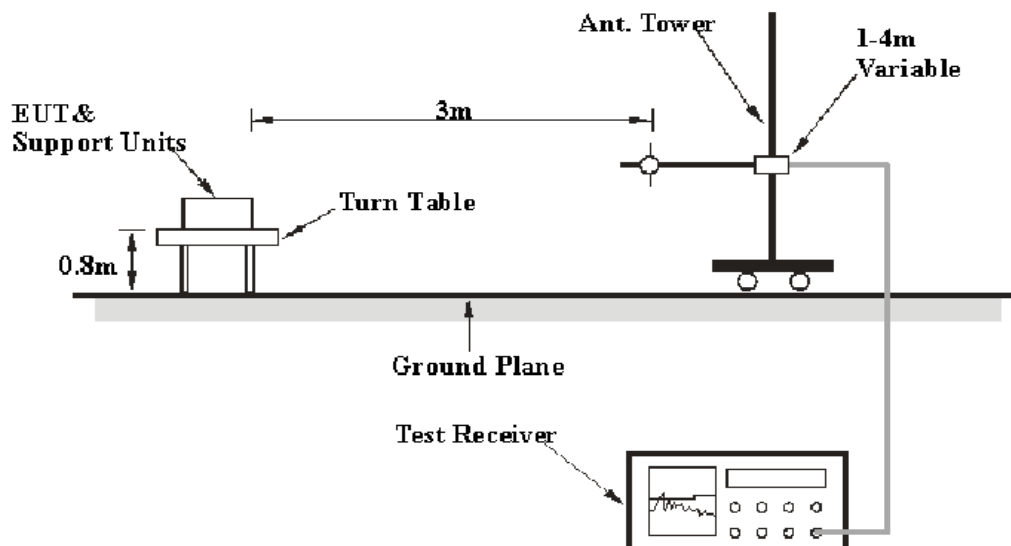 Ant. Tower
1-4m
Variable
EUT&
Support Units
3m
Turn Table
0.8m
Ground Plane
Test Receiver